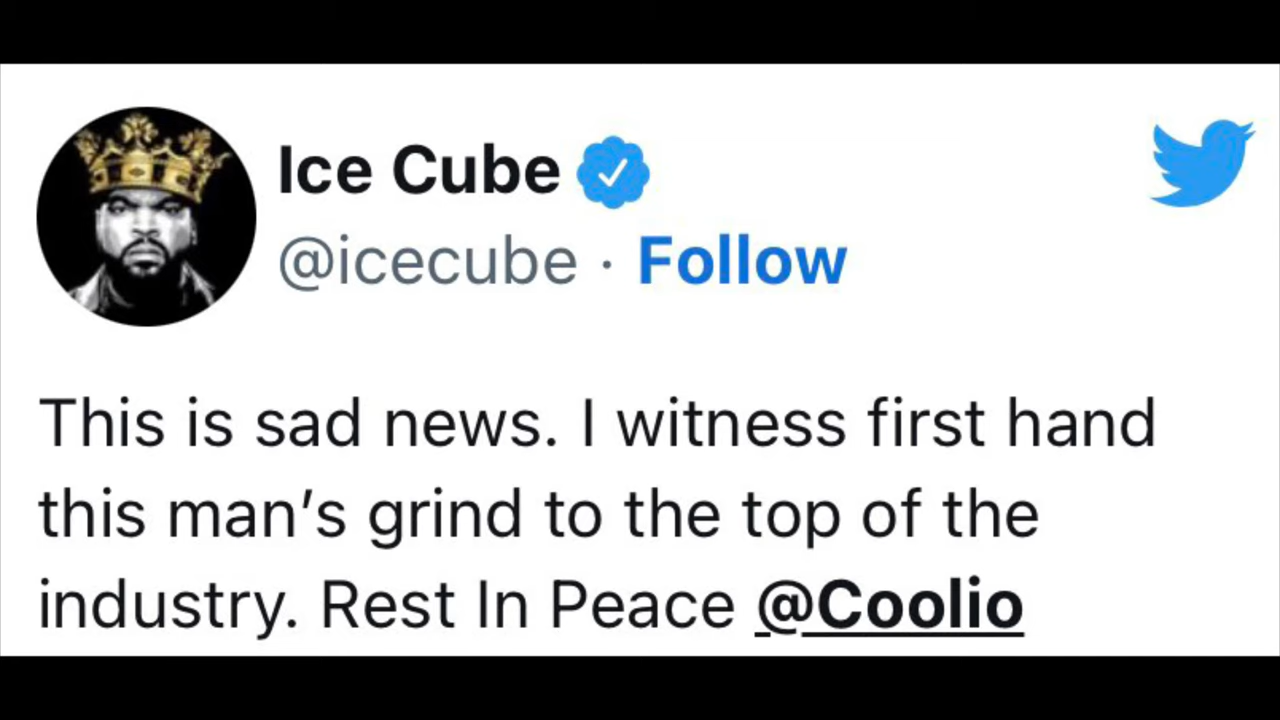 Ice Cube
@icecube · Follow
This is sad news. I witness first hand
this man’s grind to the top of the
industry. Rest In Peace @Coolio